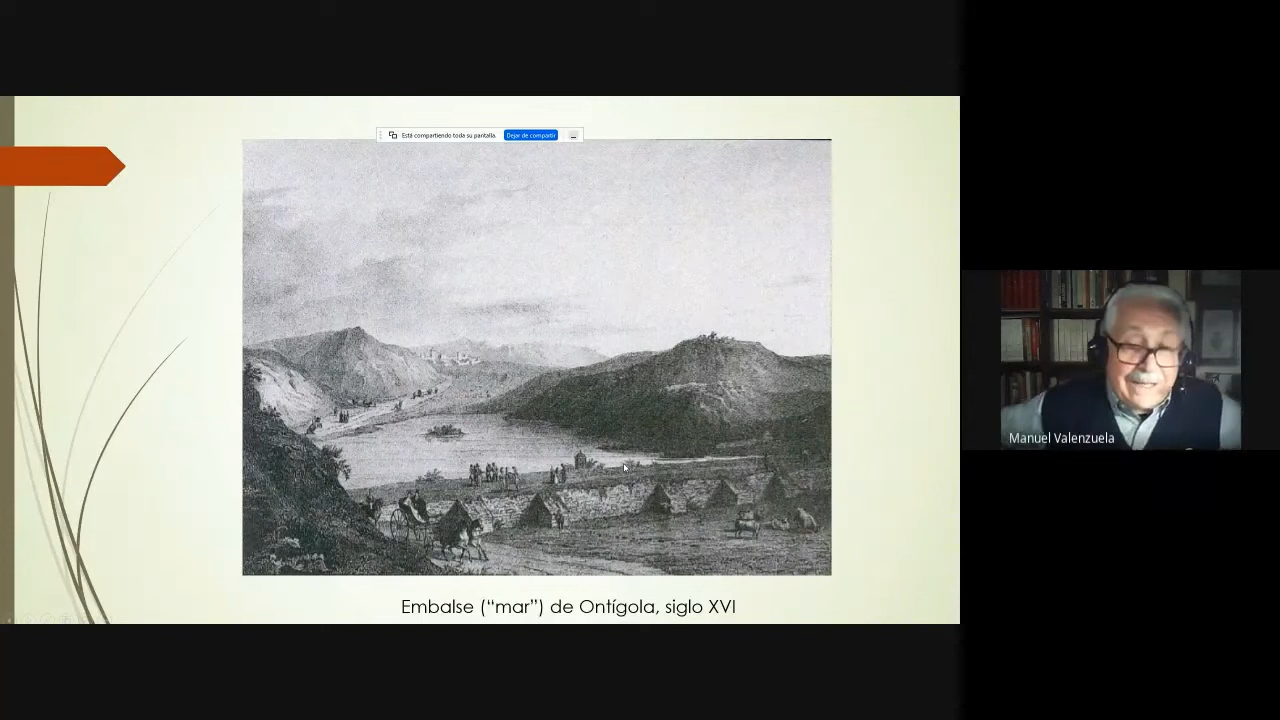 Está compartiendo toda su pantalla.
Dejar de compartir
Embalse (“mar”) de Ontígola, siglo XVI
Manuel Valenzuela